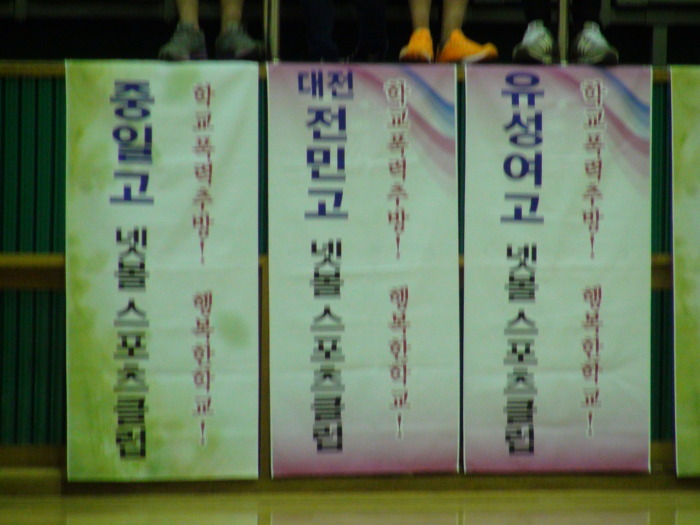 중일고 넷볼 스포츠클럽
학교폭력추방!
행복한학교!
대전
전민고 넷볼 스포츠클럽
학교폭력추방!
행복한학교!
유성여고 넷볼 스포츠클럽
학교폭력추방!
행복한학교!